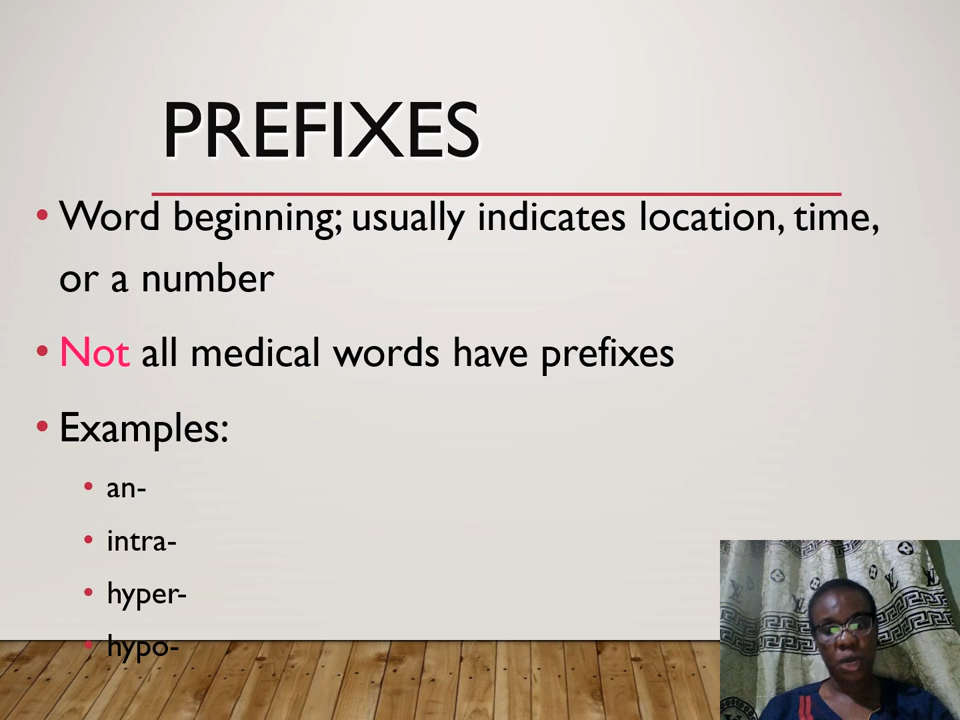 PREFIXES
• Word beginning; usually indicates location, time,
or a number
• Not all medical words have prefixes
• Examples:
• an-
• intra-
• hyper-
• hypo-